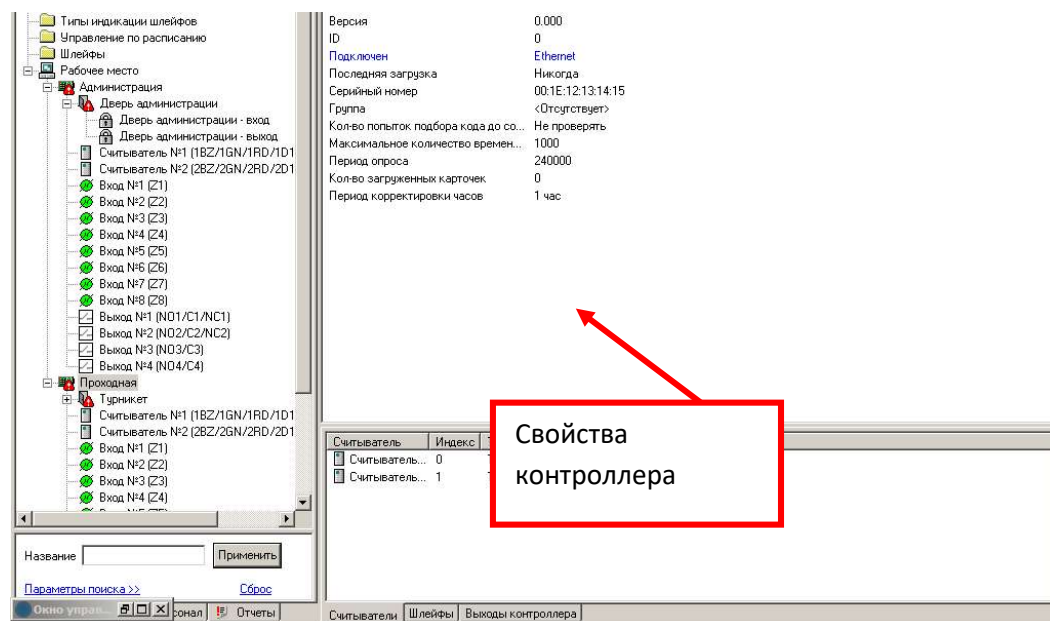 Типы индикации шлейфов
Управление по расписанию
Шлейфы
Рабочее место
Администрация
Дверь администрации
Дверь администрации - вход
Дверь администрации - выход
Считыватель №1 (1BZ/1GN/1RD/1D1
Считыватель №2 (2BZ/2GN/2RD/2D1
Вход №1 (Z1)
Вход №2 (Z2)
Вход №3 (Z3)
Вход №4 (Z4)
Вход №5 (Z5)
Вход №6 (Z6)
Вход №7 (Z7)
Вход №8 (Z8)
Выход №1 (NO1/C1/NC1)
Выход №2 (NO2/C2/NC2)
Выход №3 (NO3/C3)
Выход №4 (NO4/C4)
Проходная
Турникет
Считыватель №1 (1BZ/1GN/1RD/1D1
Считыватель №2 (2BZ/2GN/2RD/2D1
Вход №1 (Z1)
Вход №2 (Z2)
Вход №3 (Z3)
Вход №4 (Z4)
Название Применить
Параметры поиска >> Сброс
Окно управ... сонал Отчеты
Версия 0.000
ID 0
Подключен Ethernet
Последняя загрузка Никогда
Серийный номер 00:1E:12:13:14:15
Группа <Отсутствует>
Кол-во попыток подбора кода до со... Не проверять
Максимальное количество времен... 1000
Период опроса 240000
Кол-во загруженных карточек 0
Период корректировки часов 1 час
Свойства
контроллера
Считыватель Индекс
Считыватель... 0
Считыватель... 1
Считыватели Шлейфы Выходы контроллера